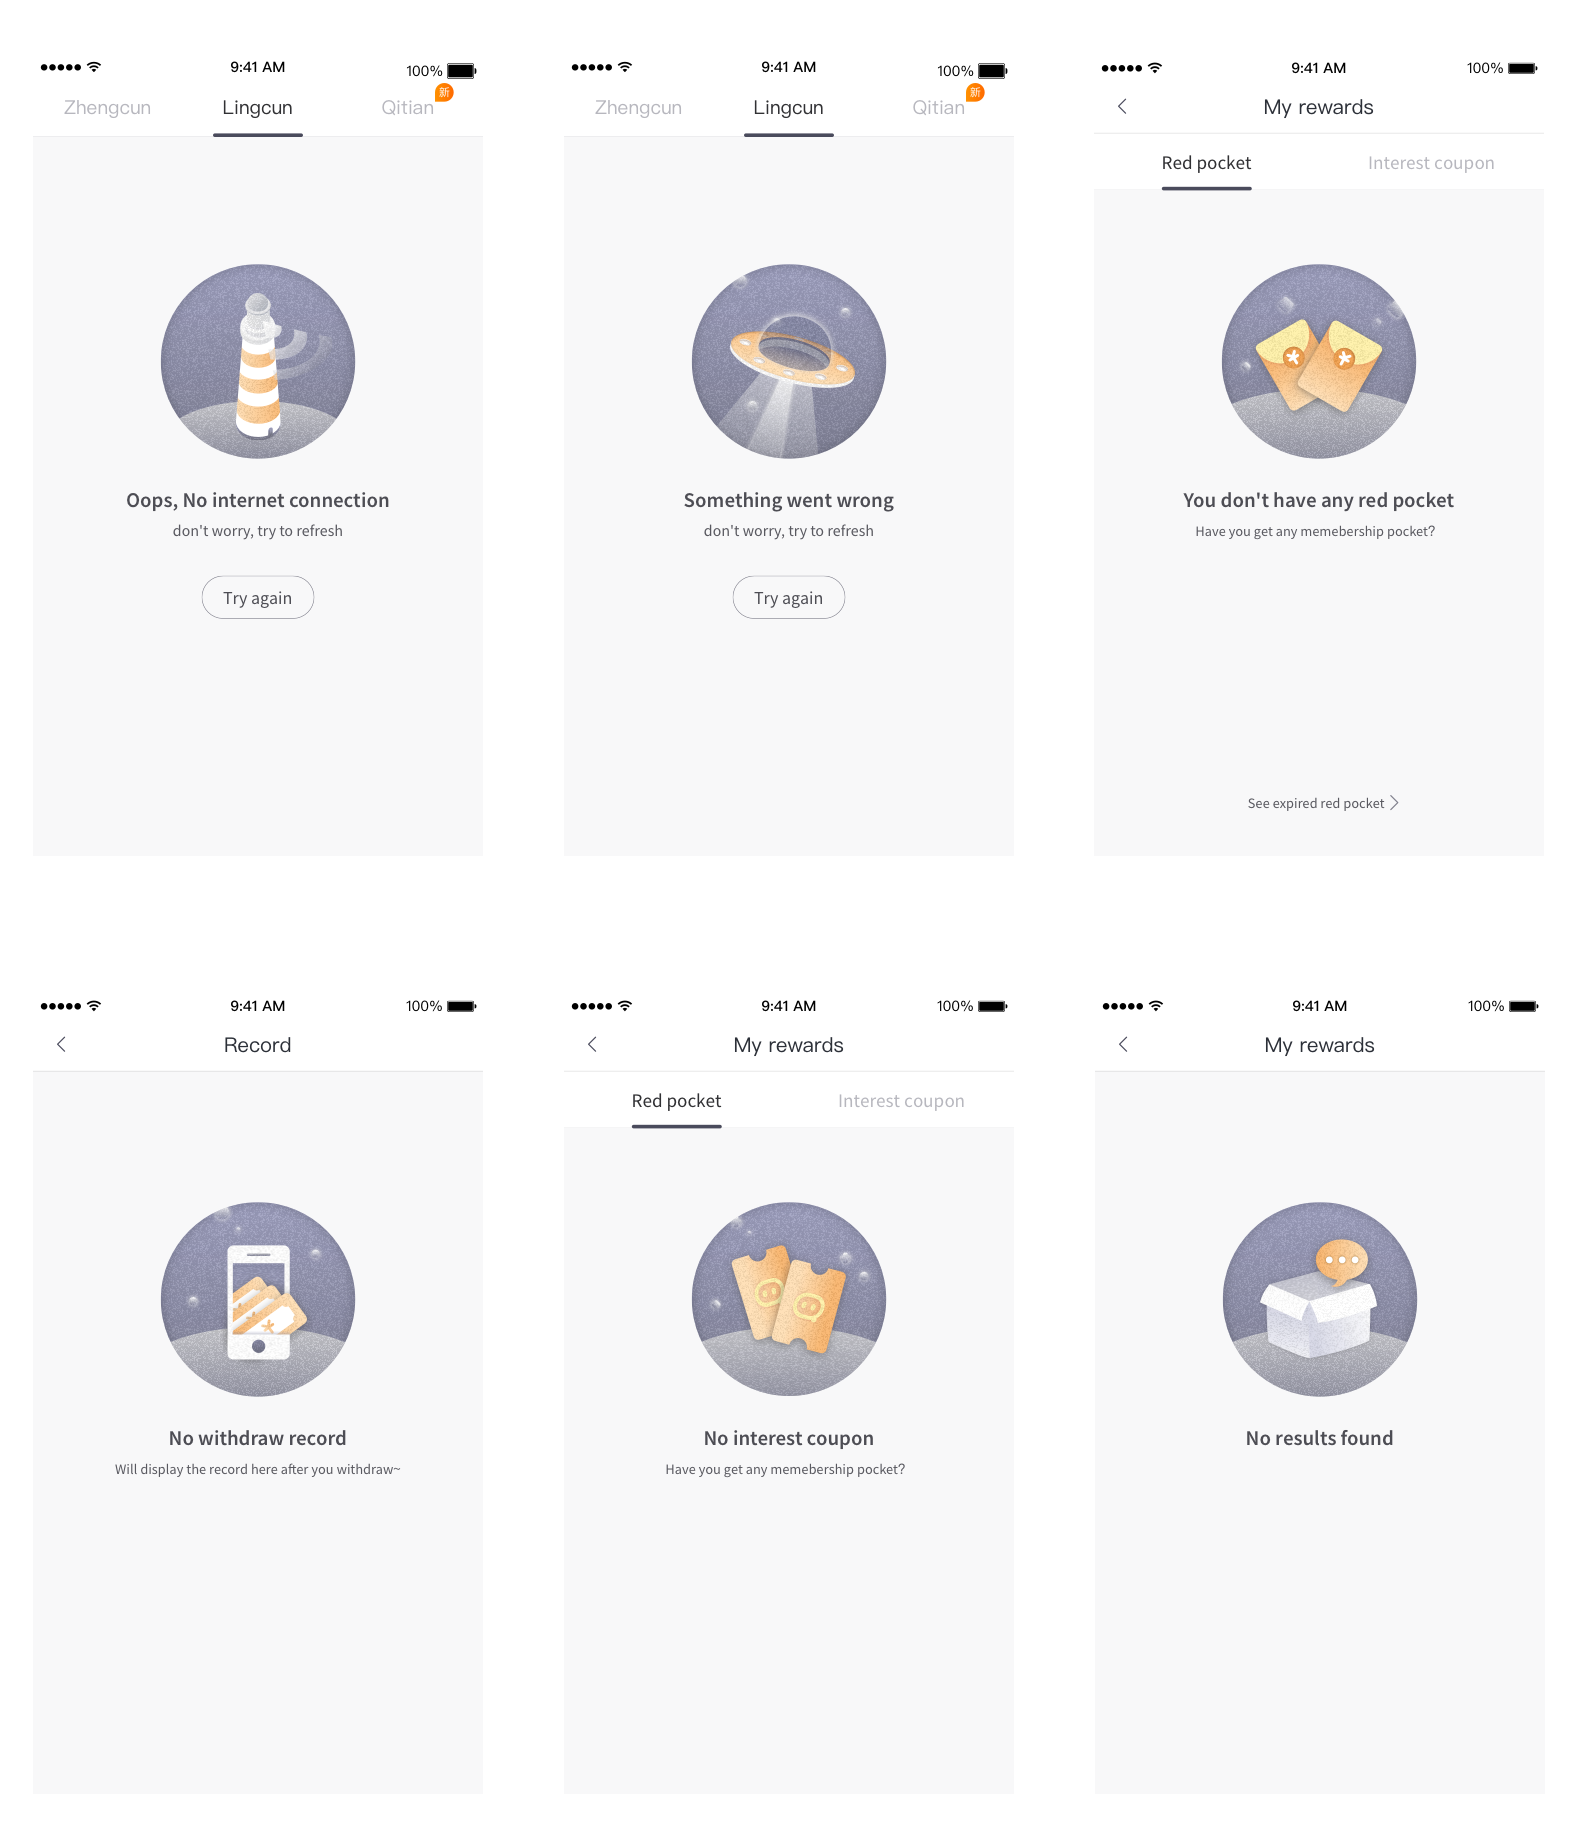 9:41 AM 100%
Zhengcun Lingcun Qitian 新
Oops, No internet connection
don't worry, try to refresh
Try again
9:41 AM 100%
Zhengcun Lingcun Qitian 新
Something went wrong
don't worry, try to refresh
Try again
9:41 AM 100%
My rewards
Red pocket Interest coupon
You don't have any red pocket
Have you get any memebership pocket?
See expired red pocket
9:41 AM 100%
Record
No withdraw record
Will display the record here after you withdraw~
9:41 AM 100%
My rewards
Red pocket Interest coupon
No interest coupon
Have you get any memebership pocket?
9:41 AM 100%
My rewards
No results found